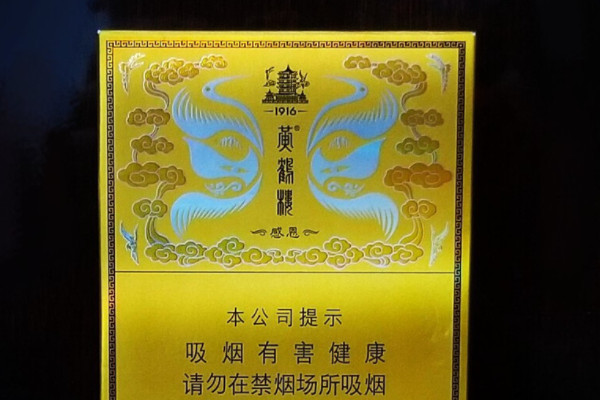 1916
黄鹤楼
感恩
本公司提示
吸烟有害健康
请勿在禁烟场所吸烟